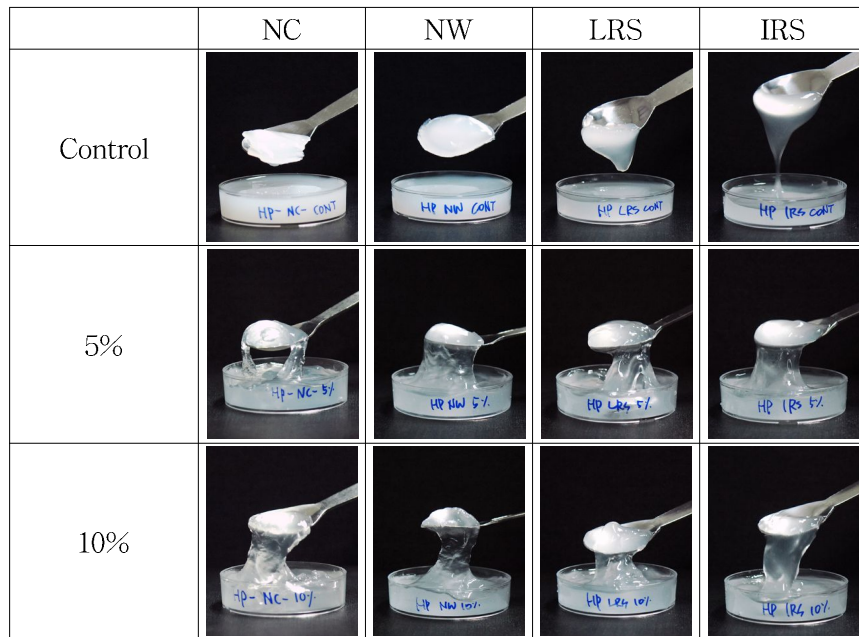 NC NW LRS IRS
Control
HP-NC-CONT HP NW CONT HP LRS CONT HP IRS CONT
5%
HP-NC-5% HP NW 5% HP LRS 5% HP IRS 5%
10%
HP-NC-10% HP NW 10% HP LRS 10% HP IRS 10%